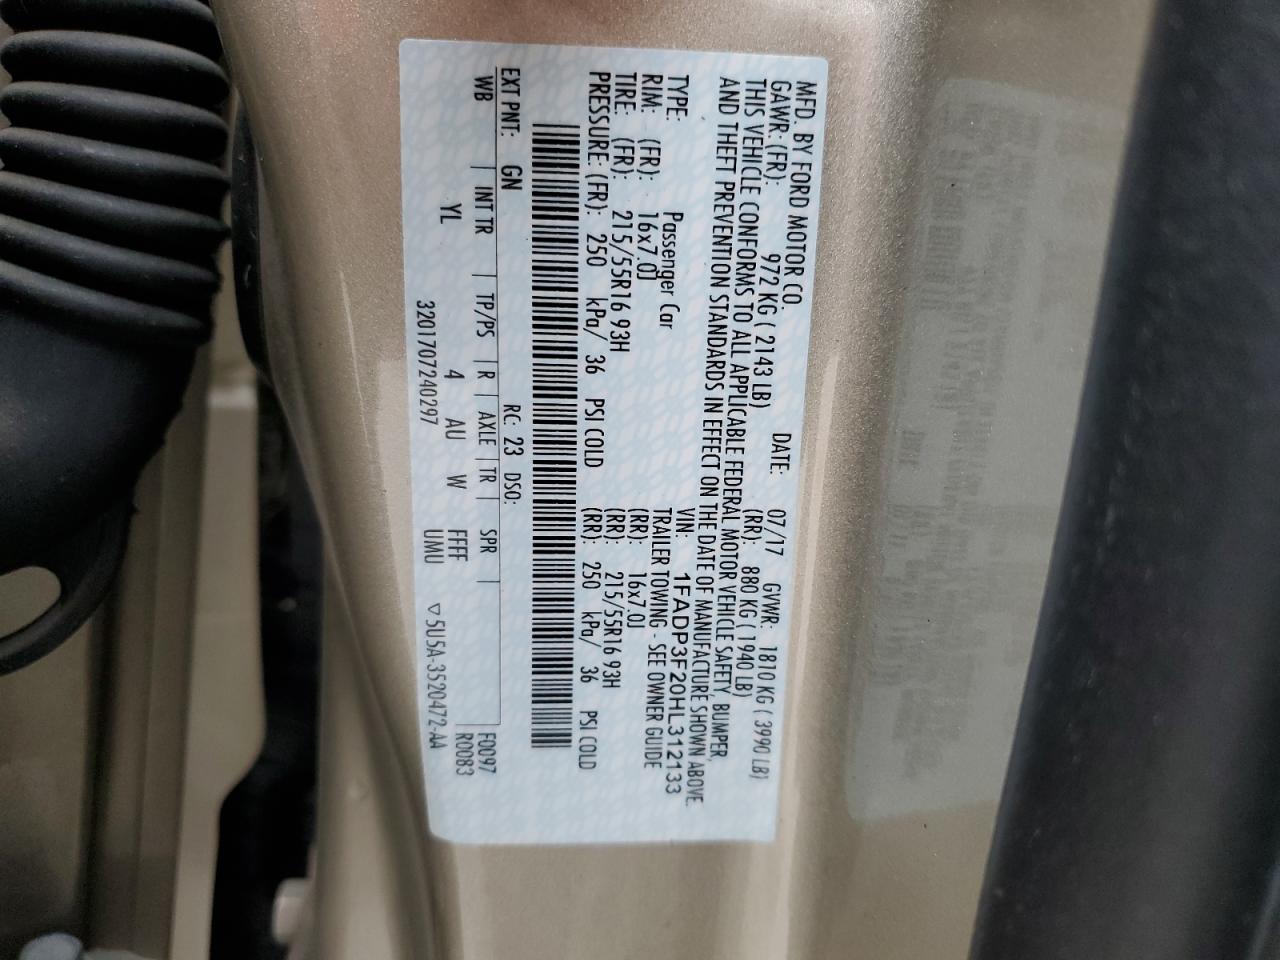 MFD. BY FORD MOTOR CO.
DATE: 07/17 GVWR: 1810 KG ( 3990 LB)
GAWR: (FR): 972 KG ( 2143 LB) (RR): 880 KG ( 1940 LB)
THIS VEHICLE CONFORMS TO ALL APPLICABLE FEDERAL MOTOR VEHICLE SAFETY, BUMPER,
AND THEFT PREVENTION STANDARDS IN EFFECT ON THE DATE OF MANUFACTURE SHOWN ABOVE.
VIN: 1FADP3F20HL312133
TYPE: Passenger Car TRAILER TOWING - SEE OWNER GUIDE
RIM: (FR): 16x7.0J (RR): 16x7.0J
TIRE: (FR): 215/55R16 93H (RR): 215/55R16 93H
PRESSURE: (FR): 250 kPa/ 36 PSI COLD (RR): 250 kPa/ 36 PSI COLD
EXT PNT: GN RC: 23 DSO:
WB INT TR TP/PS R AXLE TR SPR F0097
YL 4 AU W FFFF R0083
3201707240297 UMU ▽5U5A-3520472-AA